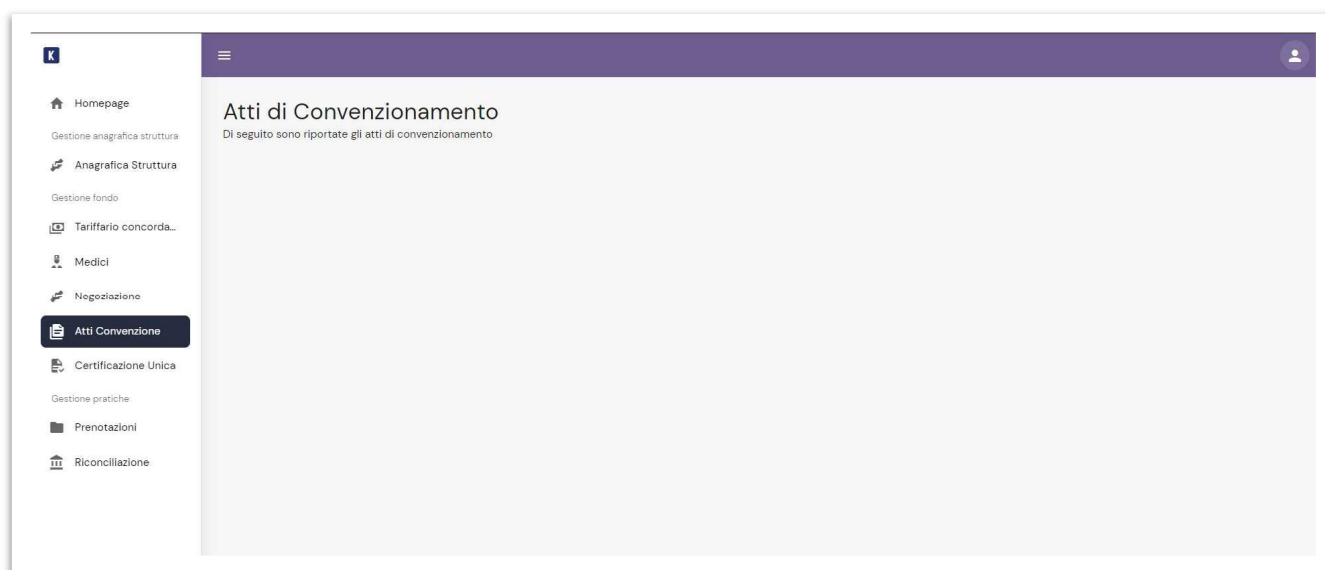 K
Homepage
Gestione anagrafica struttura
Anagrafica Struttura
Gestione fondo
Tariffario concorda...
Medici
Negoziazione
Atti Convenzione
Certificazione Unica
Gestione pratiche
Prenotazioni
Riconciliazione
Atti di Convenzionamento
Di seguito sono riportate gli atti di convenzionamento